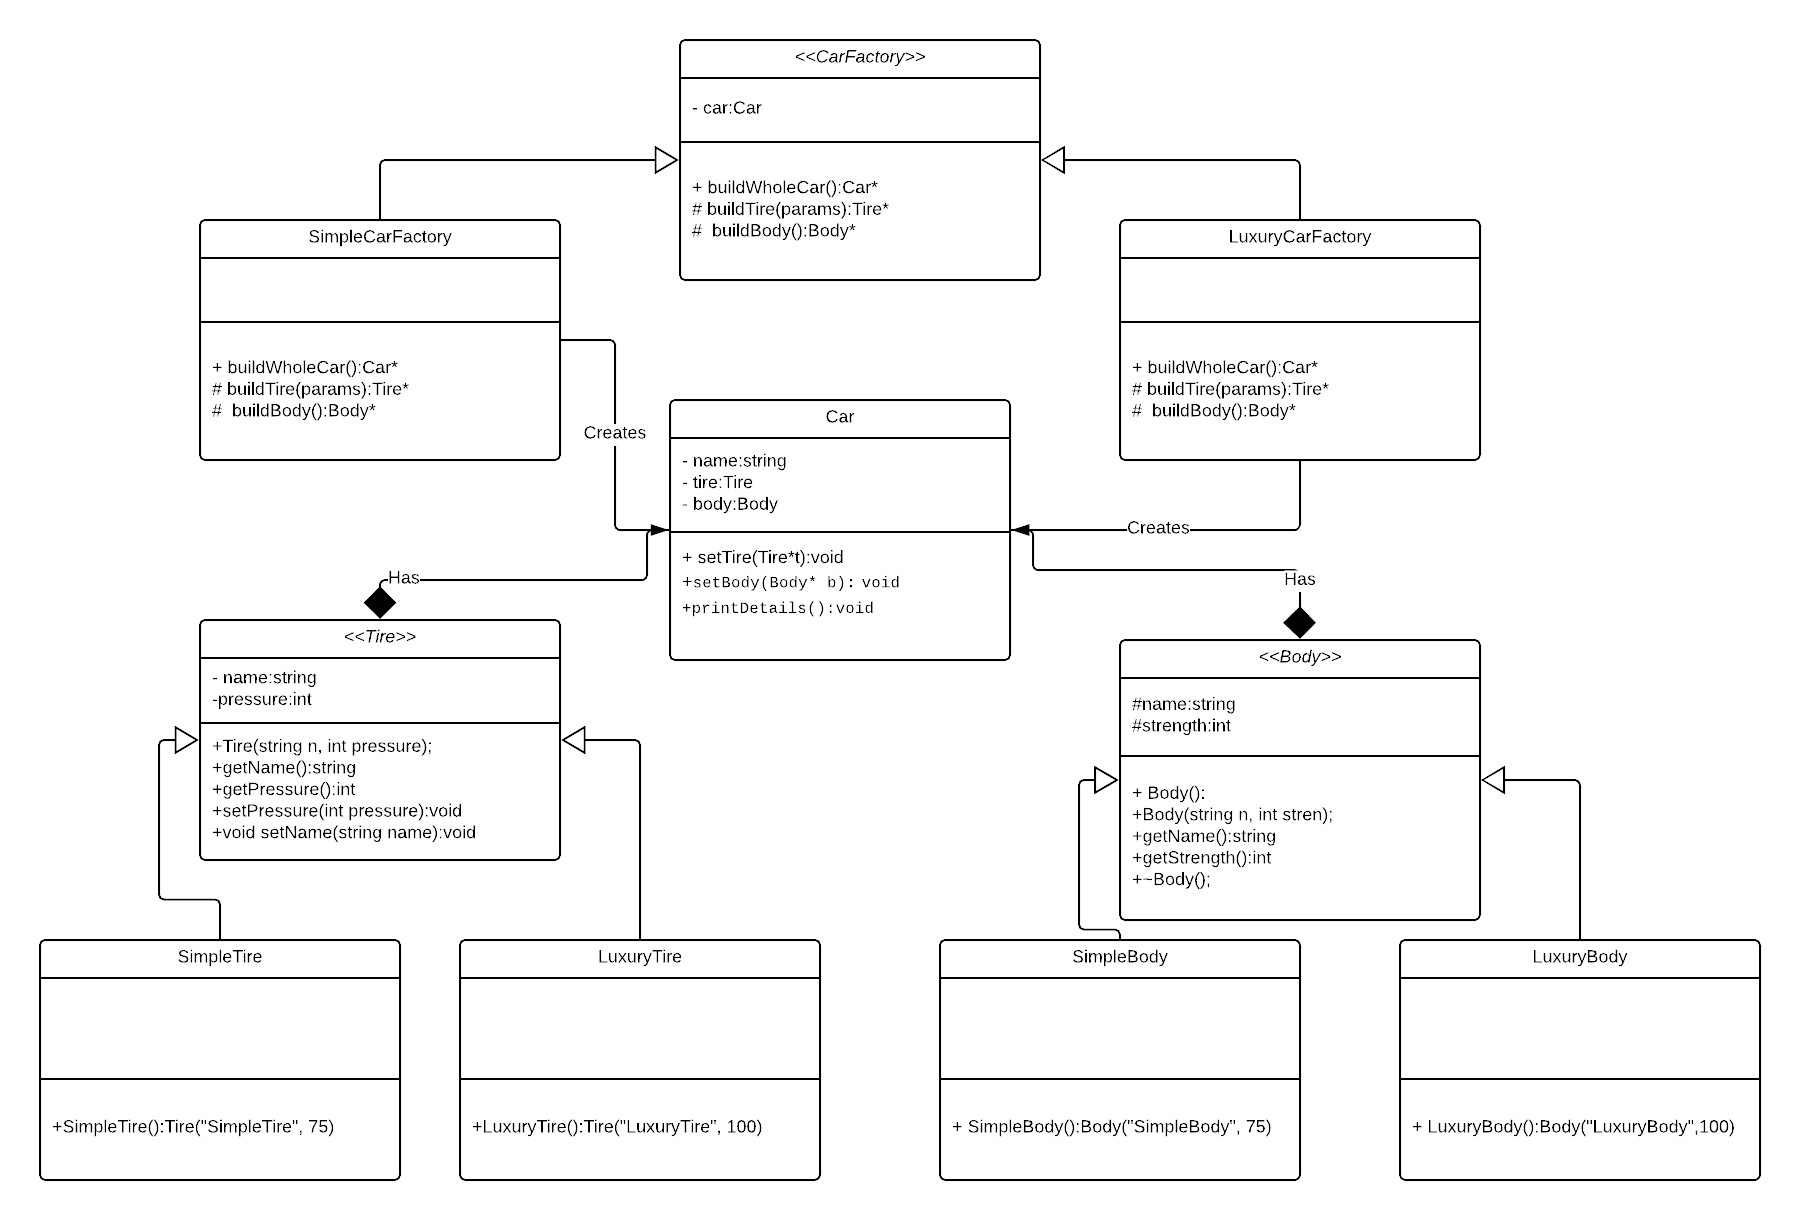 <<CarFactory>>
- car:Car
+ buildWholeCar():Car*
# buildTire(params):Tire*
#  buildBody():Body*
SimpleCarFactory
+ buildWholeCar():Car*
# buildTire(params):Tire*
#  buildBody():Body*
LuxuryCarFactory
+ buildWholeCar():Car*
# buildTire(params):Tire*
#  buildBody():Body*
Creates
Car
- name:string
- tire:Tire
- body:Body
+ setTire(Tire*t):void
+setBody(Body* b): void
+printDetails():void
Creates
Has
Has
<<Tire>>
- name:string
-pressure:int
+Tire(string n, int pressure);
+getName():string
+getPressure():int
+setPressure(int pressure):void
+void setName(string name):void
<<Body>>
#name:string
#strength:int
+ Body():
+Body(string n, int stren);
+getName():string
+getStrength():int
+~Body();
SimpleTire
+SimpleTire():Tire("SimpleTire", 75)
LuxuryTire
+LuxuryTire():Tire("LuxuryTire", 100)
SimpleBody
+ SimpleBody():Body("SimpleBody", 75)
LuxuryBody
+ LuxuryBody():Body("LuxuryBody",100)